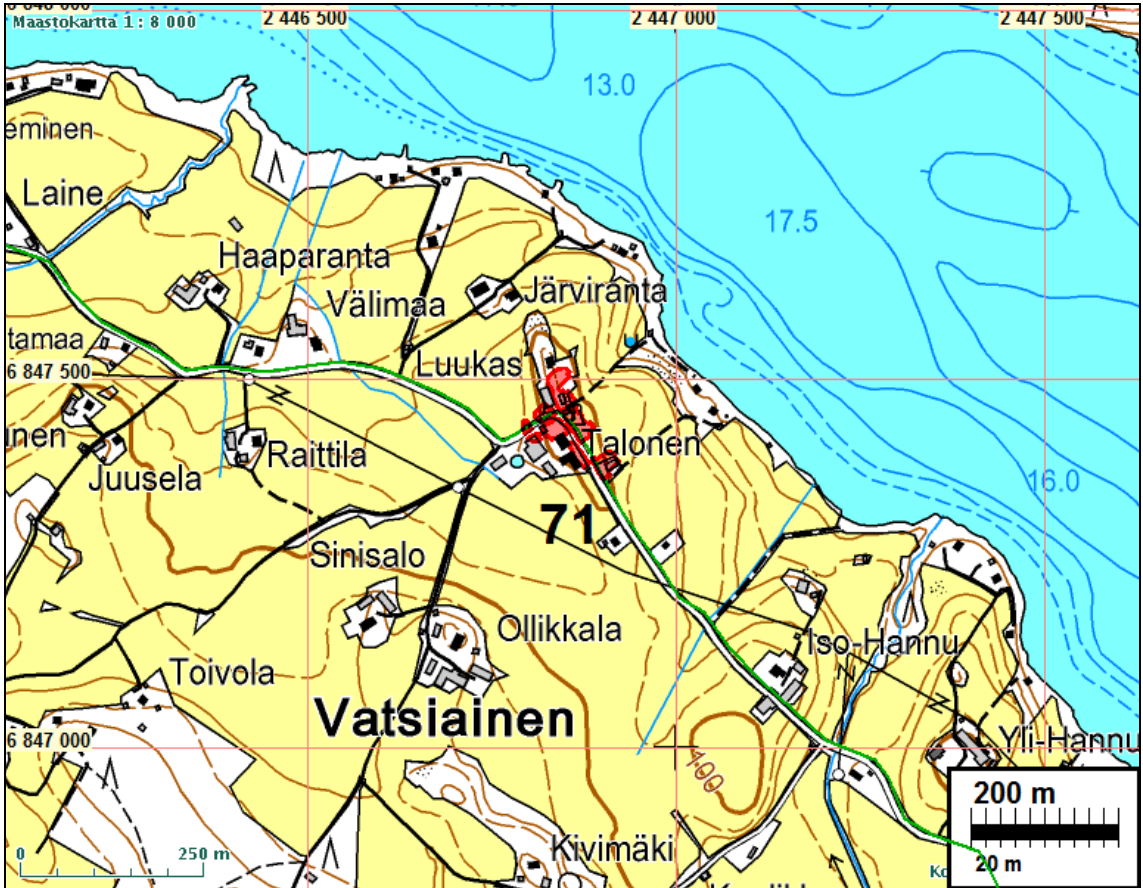 Maastokartta 1 : 8 000
2 446 500
2 447 000
2 447 500
13.0
eminen
Laine
17.5
Haaparanta
Järviranta
Välimaa
tamaa
Luukas
6 847 500
Talonen
Raittila
Juusela
16.0
71
Sinisalo
Ollikkala
Iso-Hannu
Toivola
Vatsiainen
6 847 000
Yli-Hannu
100
200 m
Kivimäki
0 250 m
20 m